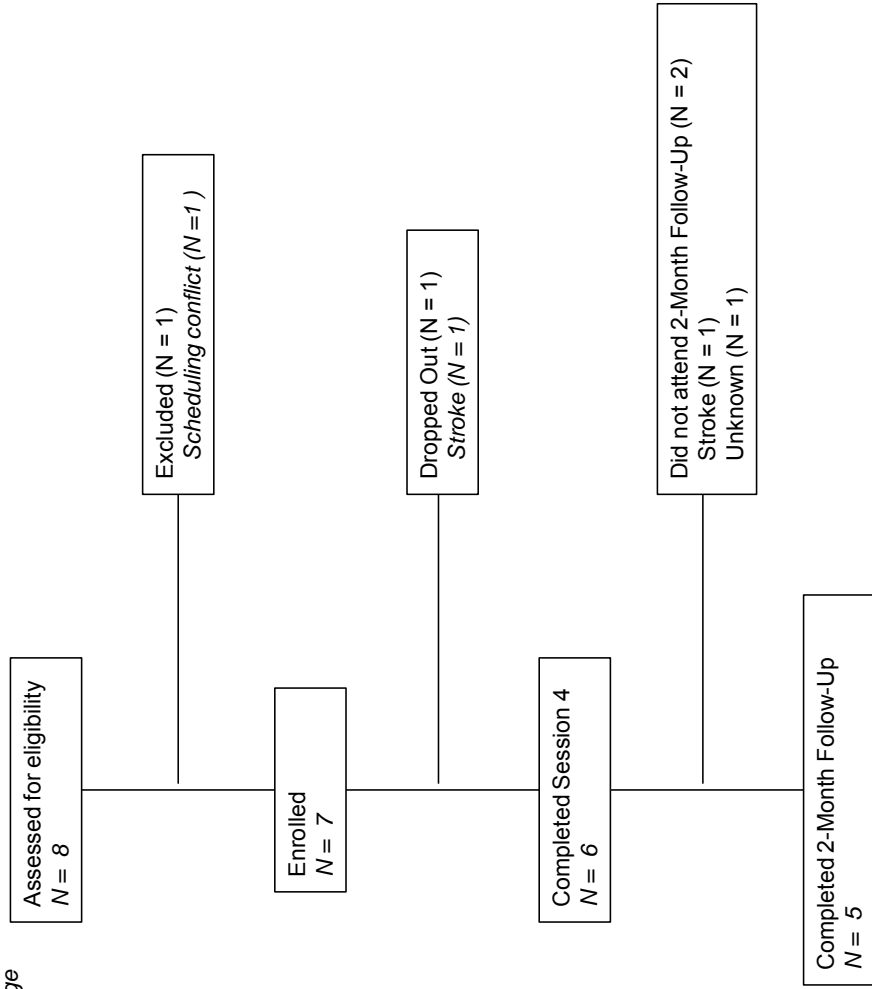 Assessed for eligibility
N = 8
Excluded (N = 1)
Scheduling conflict (N =1 )
Enrolled
N = 7
Dropped Out (N = 1)
Stroke (N = 1)
Completed Session 4
N = 6
Did not attend 2-Month Follow-Up (N = 2)
Stroke (N = 1)
Unknown (N = 1)
Completed 2-Month Follow-Up
N = 5